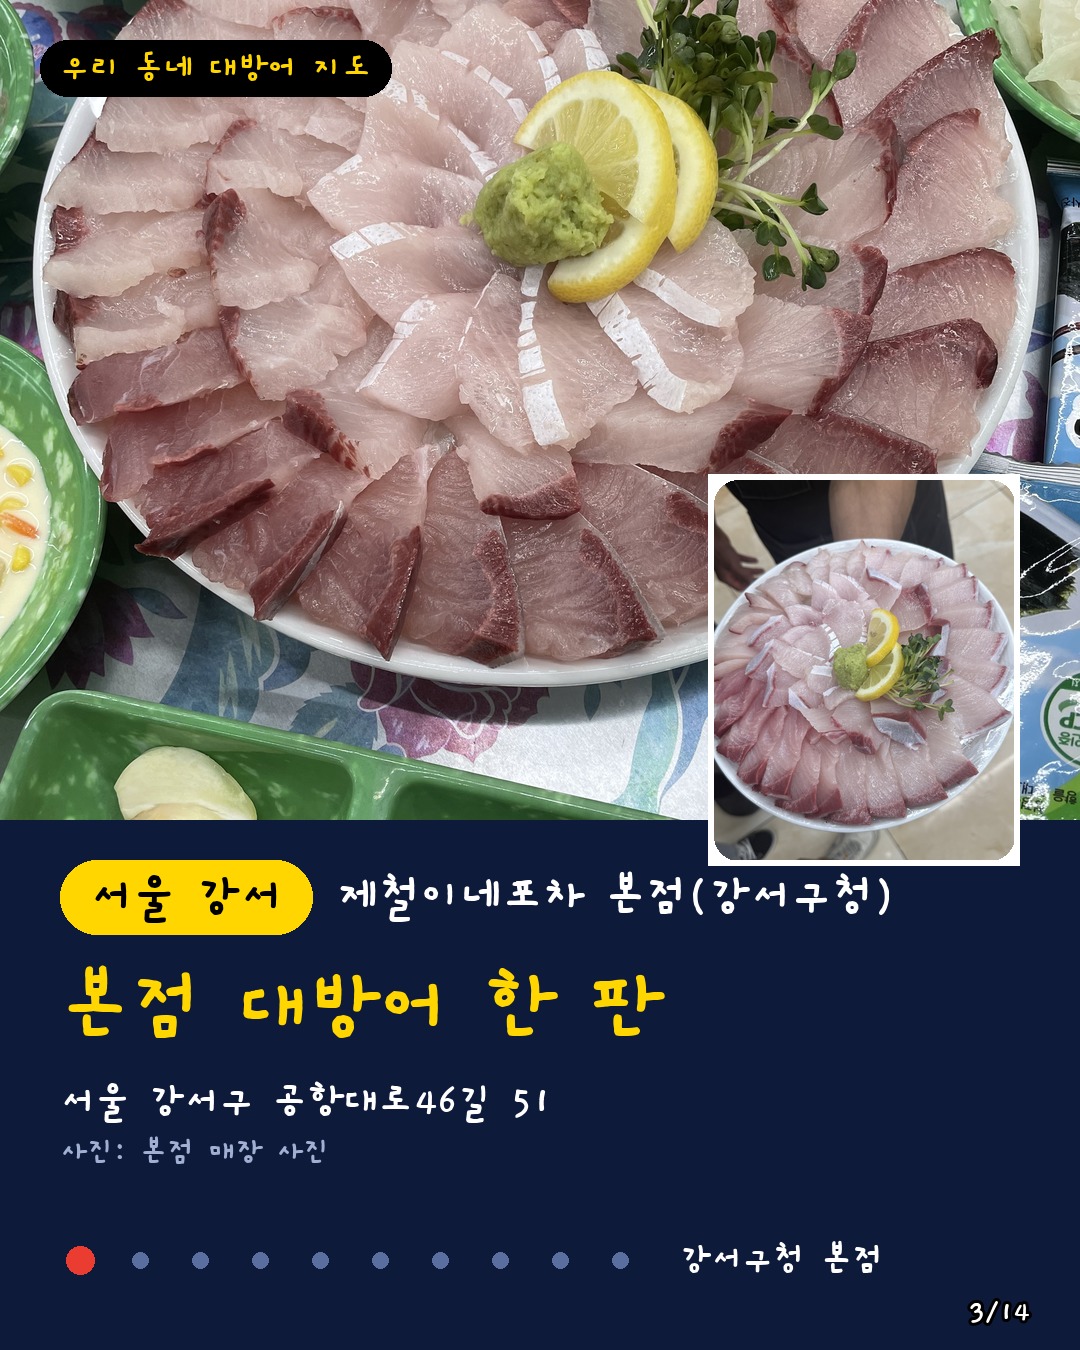 우리 동네 대방어 지도
서울 강서 제철이네포차 본점(강서구청)
본점 대방어 한 판
서울 강서구 공항대로46길 51
사진: 본점 매장 사진
강서구청 본점
3/14